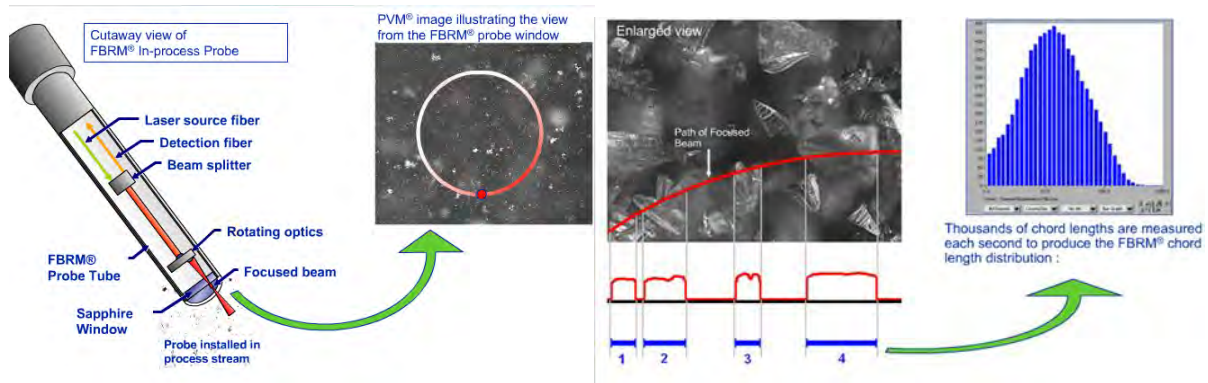 Cutaway view of
FBRM® In-process Probe
Laser source fiber
Detection fiber
Beam splitter
Rotating optics
FBRM®
Probe Tube
Focused beam
Sapphire
Window
Probe installed in
process stream
PVM® image illustrating the view
from the FBRM® probe window
Enlarged view
Path of Focused
Beam
1
2
3
4
Thousands of chord lengths are measured
each second to produce the FBRM® chord
length distribution :